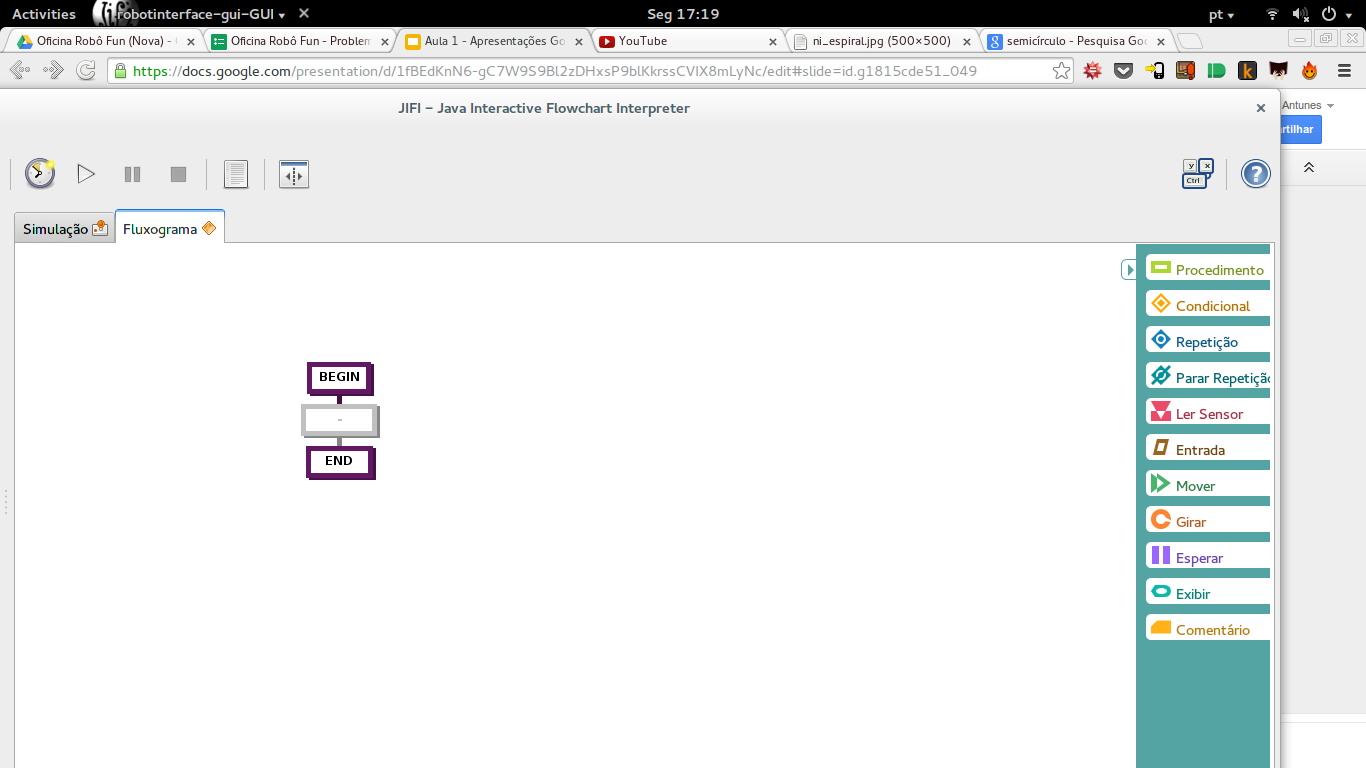 Activities robotinterface-gui-GUI Seg 17:19 pt
Oficina Robô Fun (Nova) - Oficina Robô Fun - Problem Aula 1 - Apresentações Go YouTube ni_espiral.jpg (500×500) semicirculo - Pesquisa Goo
https://docs.google.com/presentation/d/1fBEdKnN6-gC7W9S9Bl2zDHxsP9blKkrssCVIX8mLyNc/edit#slide=id.g1815cde51_049
JIFI – Java Interactive Flowchart Interpreter
Antunes
rtilhar
Y X
Ctrl
?
Simulação Fluxograma
Procedimento
Condicional
Repetição
Parar Repetiçã
Ler Sensor
Entrada
Mover
Girar
Esperar
Exibir
Comentário
BEGIN
-
END